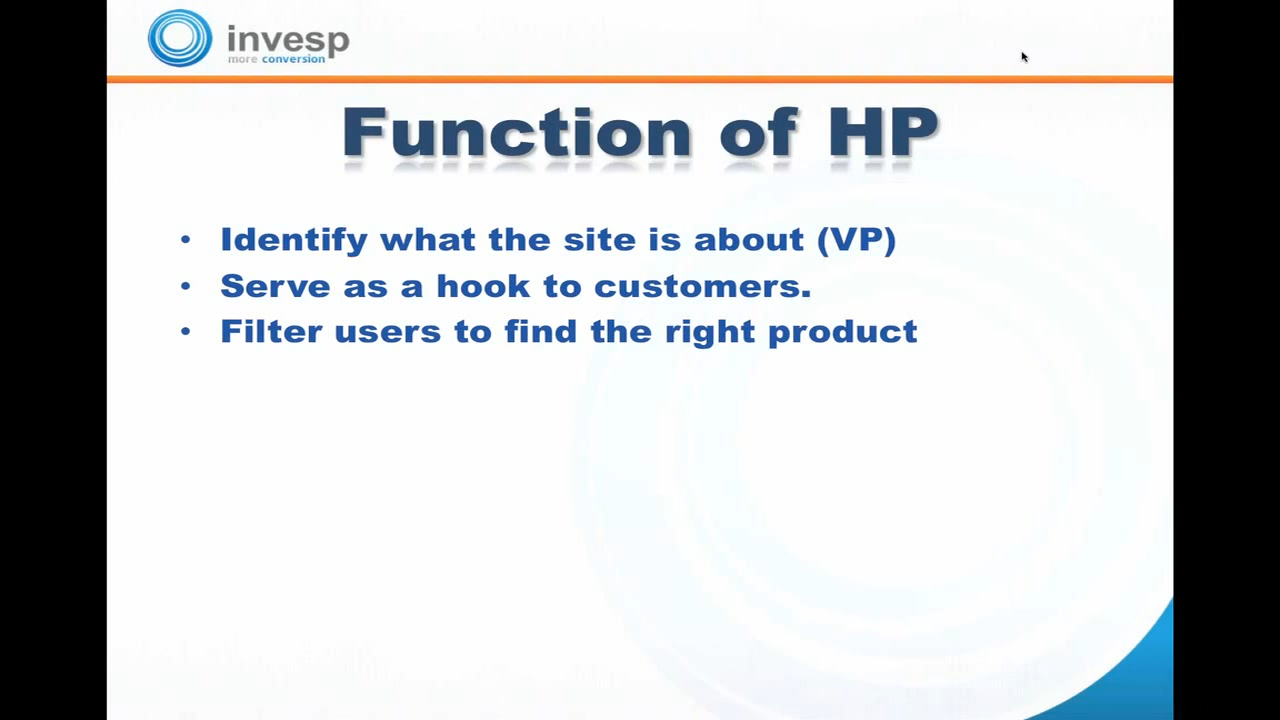 invesp
more conversion
Function of HP
• Identify what the site is about (VP)
• Serve as a hook to customers.
• Filter users to find the right product